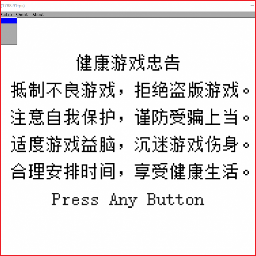 健康游戏忠告
抵制不良游戏，拒绝盗版游戏。
注意自我保护，谨防受骗上当。
适度游戏益脑，沉迷游戏伤身。
合理安排时间，享受健康生活。
Press Any Button